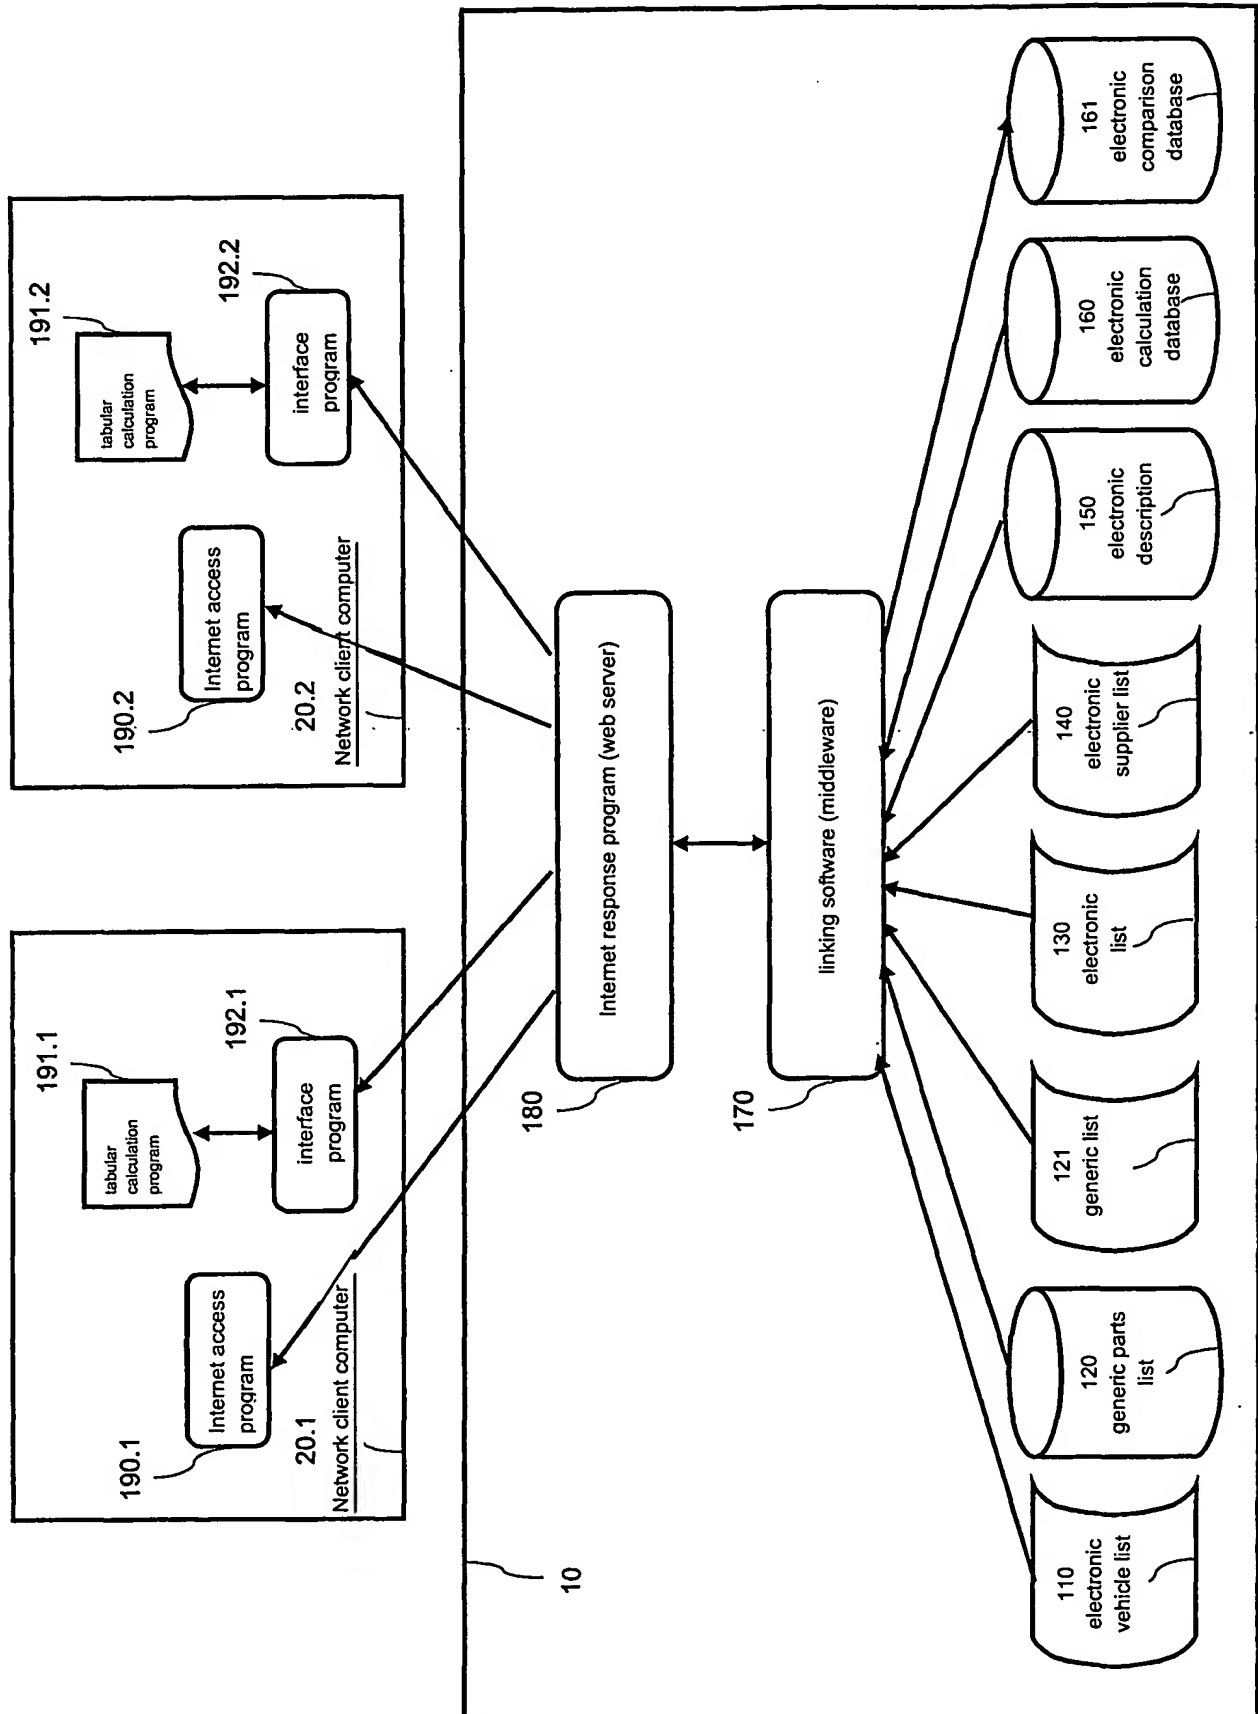 190.1
Internet access
program
191.1
tabular
calculation
program
192.1
interface
program
20.1
Network client computer
190.2
Internet access
program
191.2
tabular
calculation
program
192.2
interface
program
20.2
Network client computer
10
180
Internet response program (web server)
170
linking software (middleware)
110
electronic
vehicle list
120
generic parts
list
121
generic list
130
electronic
list
140
electronic
supplier list
150
electronic
description
160
electronic
calculation
database
161
electronic
comparison
database